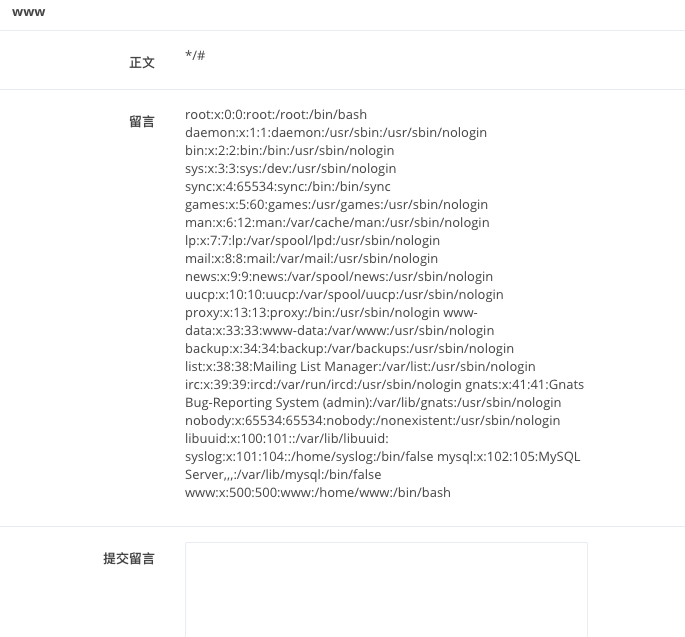 www
正文
*/#
留言
root:x:0:0:root:/root:/bin/bash
daemon:x:1:1:daemon:/usr/sbin:/usr/sbin/nologin
bin:x:2:2:bin:/bin:/usr/sbin/nologin
sys:x:3:3:sys:/dev:/usr/sbin/nologin
sync:x:4:65534:sync:/bin:/bin/sync
games:x:5:60:games:/usr/games:/usr/sbin/nologin
man:x:6:12:man:/var/cache/man:/usr/sbin/nologin
lp:x:7:7:lp:/var/spool/lpd:/usr/sbin/nologin
mail:x:8:8:mail:/var/mail:/usr/sbin/nologin
news:x:9:9:news:/var/spool/news:/usr/sbin/nologin
uucp:x:10:10:uucp:/var/spool/uucp:/usr/sbin/nologin
proxy:x:13:13:proxy:/bin:/usr/sbin/nologin www-
data:x:33:33:www-data:/var/www:/usr/sbin/nologin
backup:x:34:34:backup:/var/backups:/usr/sbin/nologin
list:x:38:38:Mailing List Manager:/var/list:/usr/sbin/nologin
irc:x:39:39:ircd:/var/run/ircd:/usr/sbin/nologin gnats:x:41:41:Gnats
Bug-Reporting System (admin):/var/lib/gnats:/usr/sbin/nologin
nobody:x:65534:65534:nobody:/nonexistent:/usr/sbin/nologin
libuuid:x:100:101::/var/lib/libuuid:
syslog:x:101:104::/home/syslog:/bin/false mysql:x:102:105:MySQL
Server,,,:/var/lib/mysql:/bin/false
www:x:500:500:www:/home/www:/bin/bash
提交留言